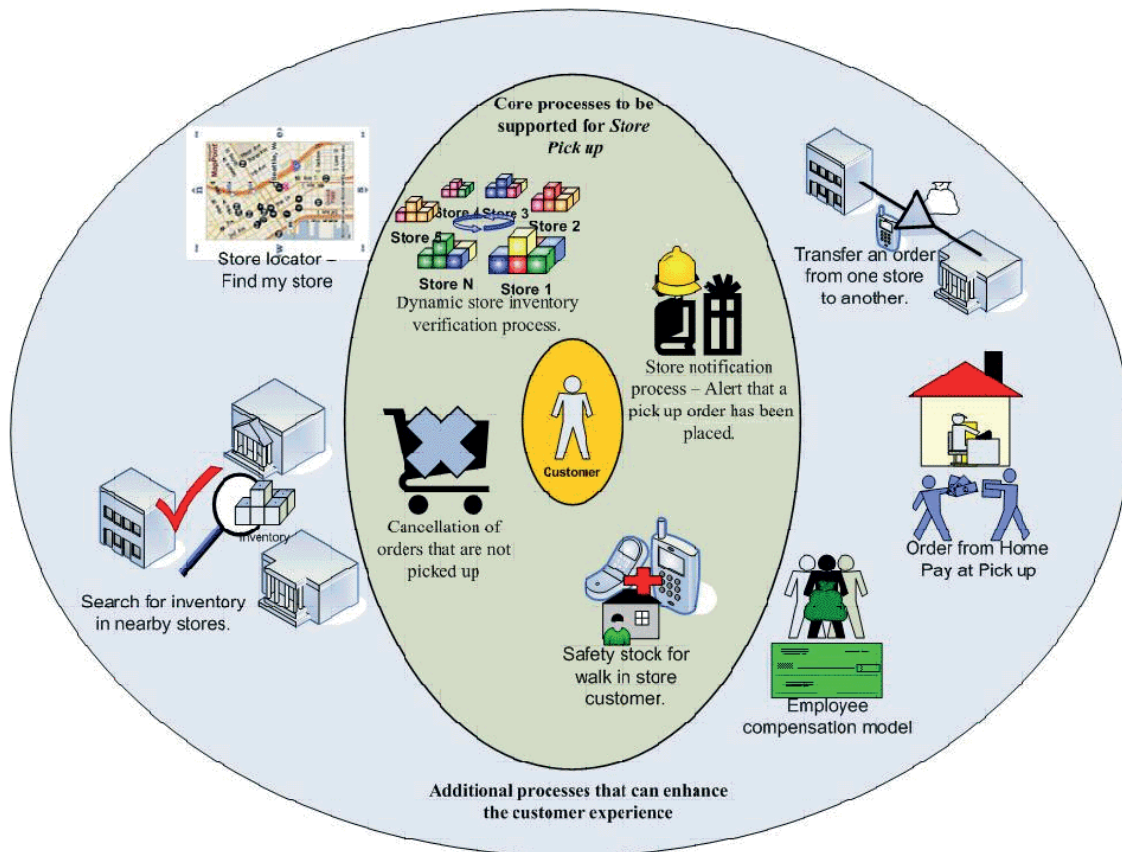 Core processes to be
supported for Store
Pick up
MapPoint
Seattle, Wa
N
E
S
W
Store locator –
Find my store
Store 3
Store 2
Store 5
Store N
Store 1
Dynamic store inventory
verification process.
Store notification
process – Alert that a
pick up order has been
placed.
Transfer an order
from one store
to another.
Customer
Cancellation of
orders that are not
picked up
Inventory
Search for inventory
in nearby stores.
Order from Home
Pay at Pick up
Safety stock for
walk in store
customer.
Employee
compensation model
Additional processes that can enhance
the customer experience